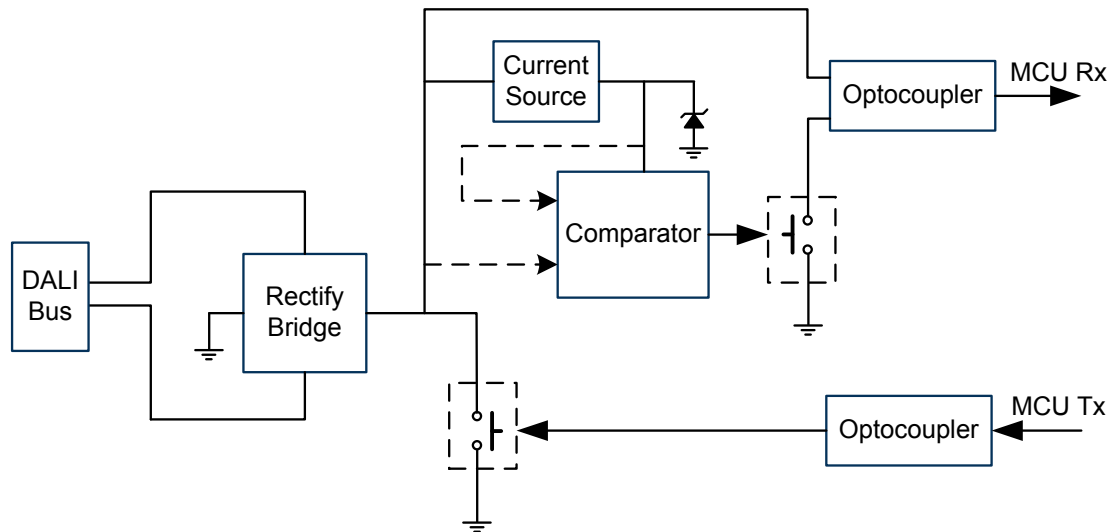 Current
Source
Optocoupler
MCU Rx
Comparator
DALI
Bus
Rectify
Bridge
Optocoupler
MCU Tx